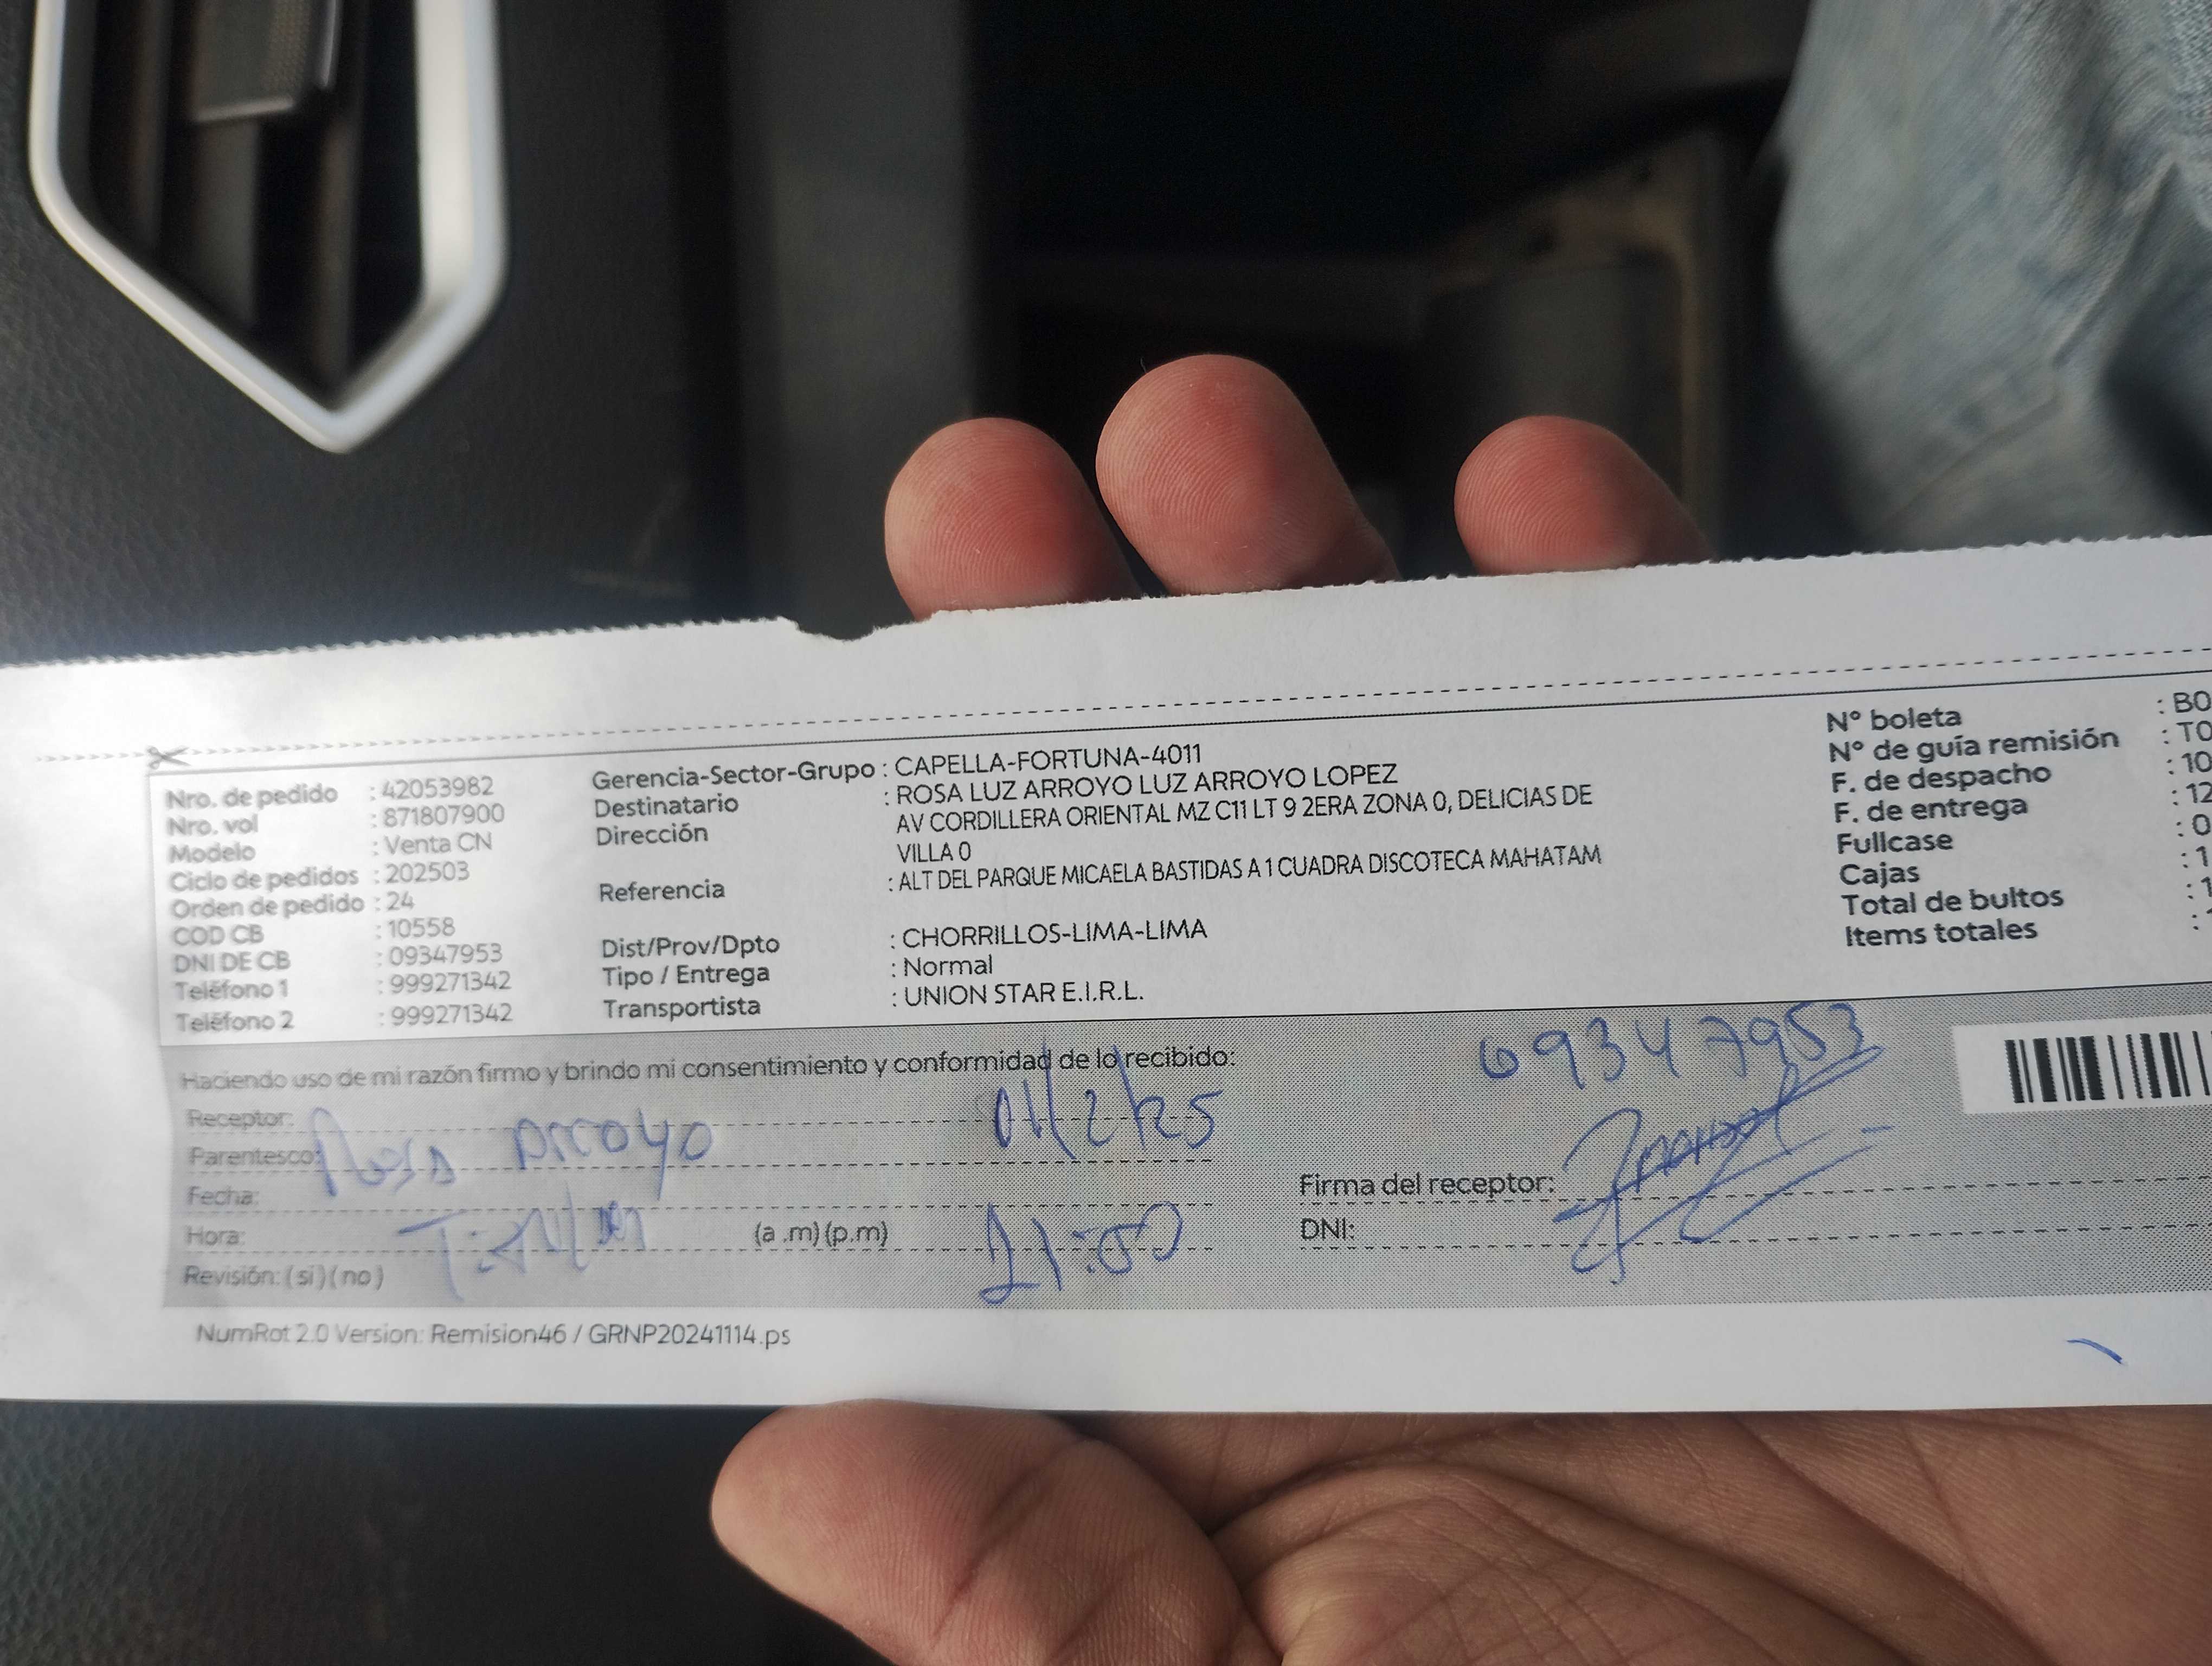 Nro. de pedido : 42053982
Nro. vol : 871807900
Modelo : Venta CN
Ciclo de pedidos : 202503
Orden de pedido : 24
COD CB : 10558
DNI DE CB : 09347953
Teléfono 1 : 999271342
Teléfono 2 : 999271342
Gerencia-Sector-Grupo : CAPELLA-FORTUNA-4011
Destinatario : ROSA LUZ ARROYO LUZ ARROYO LOPEZ
Dirección AV CORDILLERA ORIENTAL MZ C11 LT 9 2ERA ZONA 0, DELICIAS DE
VILLA 0
Referencia : ALT DEL PARQUE MICAELA BASTIDAS A 1 CUADRA DISCOTECA MAHATAM
Dist/Prov/Dpto : CHORRILLOS-LIMA-LIMA
Tipo / Entrega : Normal
Transportista : UNION STAR E.I.R.L.
N° boleta : B0
N° de guía remisión : T0
F. de despacho : 10
F. de entrega : 12
Fullcase : 0
Cajas : 1
Total de bultos : 1
Items totales :
Haciendo uso de mi razón firmo y brindo mi consentimiento y conformidad de lo recibido:
09347953
Receptor:
Rosa Arroyo
Parentesco:
Fecha:
Hora: (a .m)(p.m) 21:00
Revisión: (si)(no)
Firma del receptor:
DNI:
NumRot 2.0 Version: Remision46 / GRNP20241114.ps